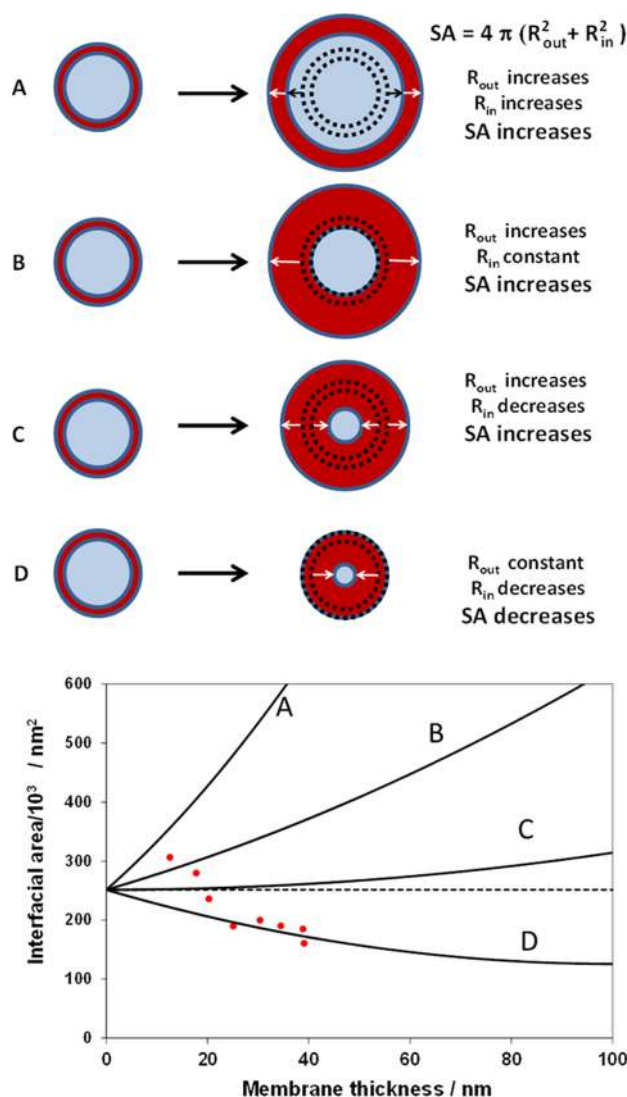 SA = 4 π (R²out + R²in)
A
Rout increases
Rin increases
SA increases
B
Rout increases
Rin constant
SA increases
C
Rout increases
Rin decreases
SA increases
D
Rout constant
Rin decreases
SA decreases
600
500
400
300
200
100
0
Interfacial area/10³ / nm²
A
B
C
D
0 20 40 60 80 100
Membrane thickness / nm